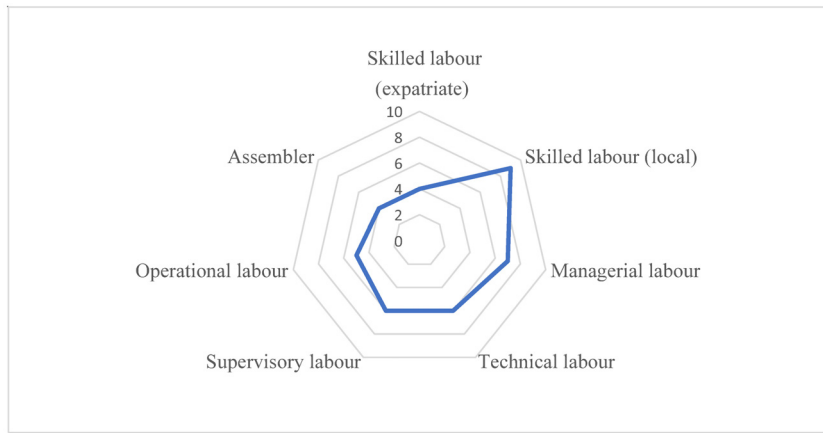 Skilled labour
(expatriate)
10
8
6
4
2
0
Skilled labour (local)
Managerial labour
Technical labour
Supervisory labour
Operational labour
Assembler